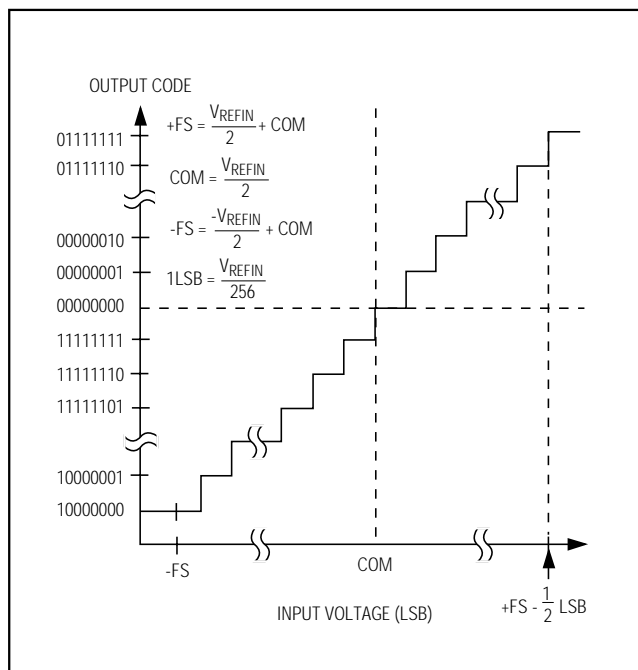 OUTPUT CODE
+FS = V_REFIN/2 + COM
COM = V_REFIN/2
-FS = -V_REFIN/2 + COM
1LSB = V_REFIN/256
01111111
01111110
00000010
00000001
00000000
11111111
11111110
11111101
10000001
10000000
-FS
COM
+FS - 1/2 LSB
INPUT VOLTAGE (LSB)